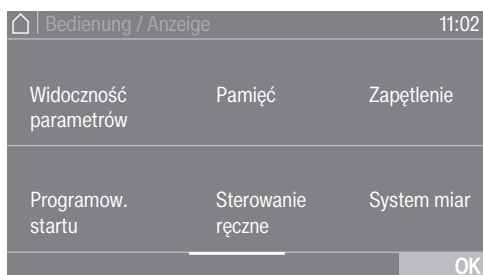 Bedienung / Anzeige 11:02
Widoczność parametrów
Pamięć
Zapętlenie
Programow. startu
Sterowanie ręczne
System miar
OK